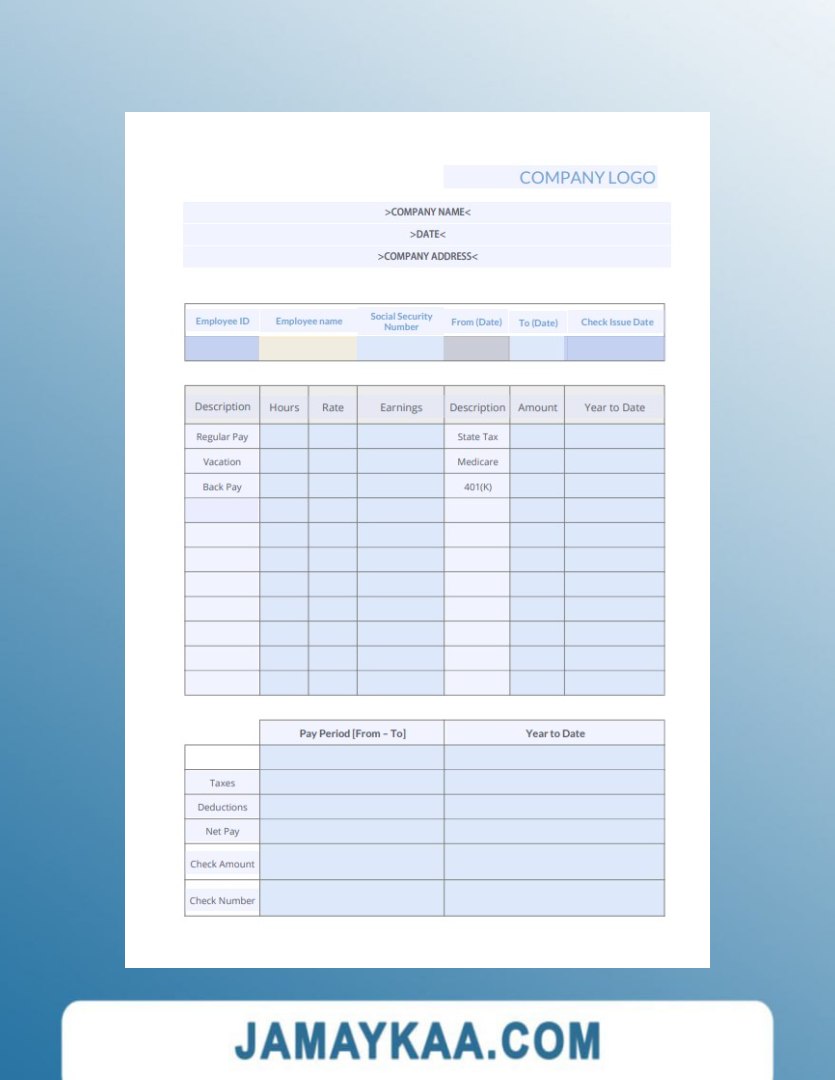 COMPANY LOGO
>COMPANY NAME<
>DATE<
>COMPANY ADDRESS<
Employee ID Employee name Social Security Number From (Date) To (Date) Check Issue Date
Description Hours Rate Earnings Description Amount Year to Date
Regular Pay State Tax
Vacation Medicare
Back Pay 401(K)
Pay Period [From – To] Year to Date
Taxes
Deductions
Net Pay
Check Amount
Check Number
JAMAYKAA.COM